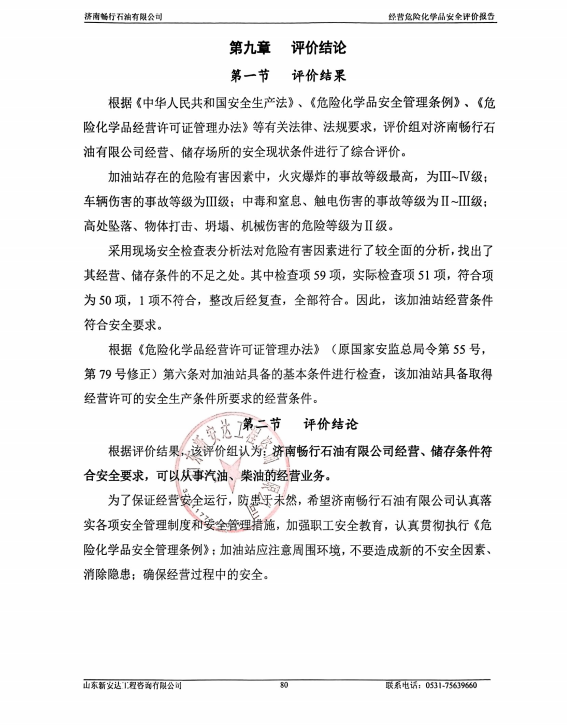 济南畅行石油有限公司 经营危险化学品安全评价报告
第九章 评价结论
第一节 评价结果
根据《中华人民共和国安全生产法》、《危险化学品安全管理条例》、《危
险化学品经营许可证管理办法》等有关法律、法规要求，评价组对济南畅行石
油有限公司经营、储存场所的安全现状条件进行了综合评价。
加油站存在的危险有害因素中，火灾爆炸的事故等级最高，为Ⅲ~Ⅳ级；
车辆伤害的事故等级为Ⅲ级；中毒和窒息、触电伤害的事故等级为Ⅱ~Ⅲ级；
高处坠落、物体打击、坍塌、机械伤害的危险等级为Ⅱ级。
采用现场安全检查表分析法对危险有害因素进行了较全面的分析，找出了
其经营、储存条件的不足之处。其中检查项 59 项，实际检查项 51 项，符合项
为 50 项，1 项不符合，整改后经复查，全部符合。因此，该加油站经营条件
符合安全要求。
根据《危险化学品经营许可证管理办法》（原国家安监总局令第 55 号，
第 79 号修正）第六条对加油站具备的基本条件进行检查，该加油站具备取得
经营许可的安全生产条件所要求的经营条件。
第二节 评价结论
根据评价结果，该评价组认为：济南畅行石油有限公司经营、储存条件符
合安全要求，可以从事汽油、柴油的经营业务。
为了保证经营安全运行，防患于未然，希望济南畅行石油有限公司认真落
实各项安全管理制度和安全管理措施，加强职工安全教育，认真贯彻执行《危
险化学品安全管理条例》；加油站应注意周围环境，不要造成新的不安全因素、
消除隐患；确保经营过程中的安全。
山东新安达工程咨询有限公司 80 联系电话：0531-75639660